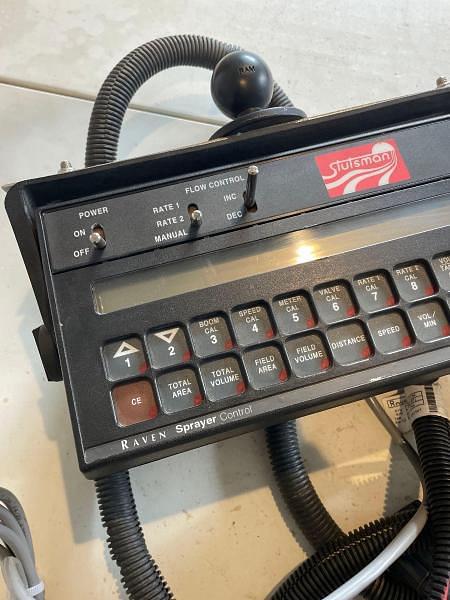 RAM
Stutsman
POWER
ON
OFF
RATE 1
RATE 2
MANUAL
FLOW CONTROL
INC
DEC
1
2
BOOM
CAL
3
SPEED
CAL
4
METER
CAL
5
VALVE
CAL
6
RATE 1
CAL
7
RATE 2
CAL
8
CE
TOTAL
AREA
TOTAL
VOLUME
FIELD
AREA
FIELD
VOLUME
DISTANCE
SPEED
VOL/
MIN
RAVEN Sprayer Control